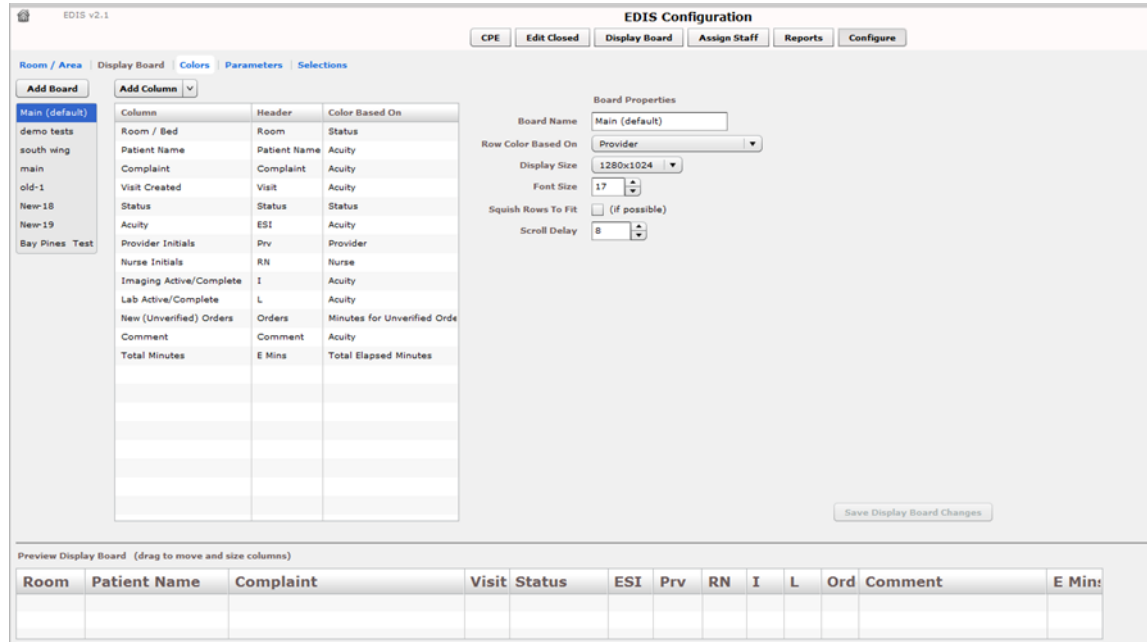 EDIS v2.1
EDIS Configuration
CPE Edit Closed Display Board Assign Staff Reports Configure
Room / Area Display Board Colors Parameters Selections
Add Board Add Column
Main (default)
demo tests
south wing
main
old-1
New-18
New-19
Bay Pines Test
Column Header Color Based On
Room / Bed Room Status
Patient Name Patient Name Acuity
Complaint Complaint Acuity
Visit Created Visit Acuity
Status Status Status
Acuity ESI Acuity
Provider Initials Prv Provider
Nurse Initials RN Nurse
Imaging Active/Complete I Acuity
Lab Active/Complete L Acuity
New (Unverified) Orders Orders Minutes for Unverified Orde
Comment Comment Acuity
Total Minutes E Mins Total Elapsed Minutes
Board Properties
Board Name Main (default)
Row Color Based On Provider
Display Size 1280x1024
Font Size 17
Squish Rows To Fit (if possible)
Scroll Delay 8
Save Display Board Changes
Preview Display Board (drag to move and size columns)
Room Patient Name Complaint Visit Status ESI Prv RN I L Ord Comment E Mins